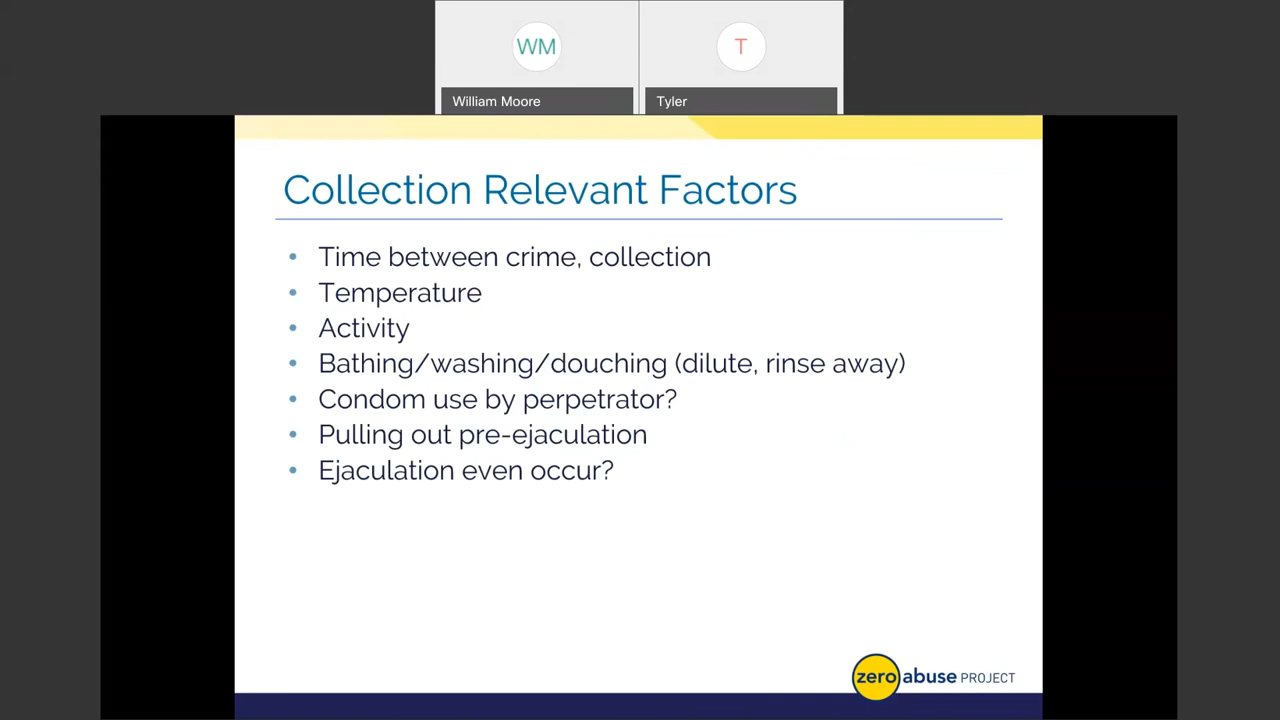 WM
T
William Moore
Tyler
Collection Relevant Factors
• Time between crime, collection
• Temperature
• Activity
• Bathing/washing/douching (dilute, rinse away)
• Condom use by perpetrator?
• Pulling out pre-ejaculation
• Ejaculation even occur?
zero abuse PROJECT